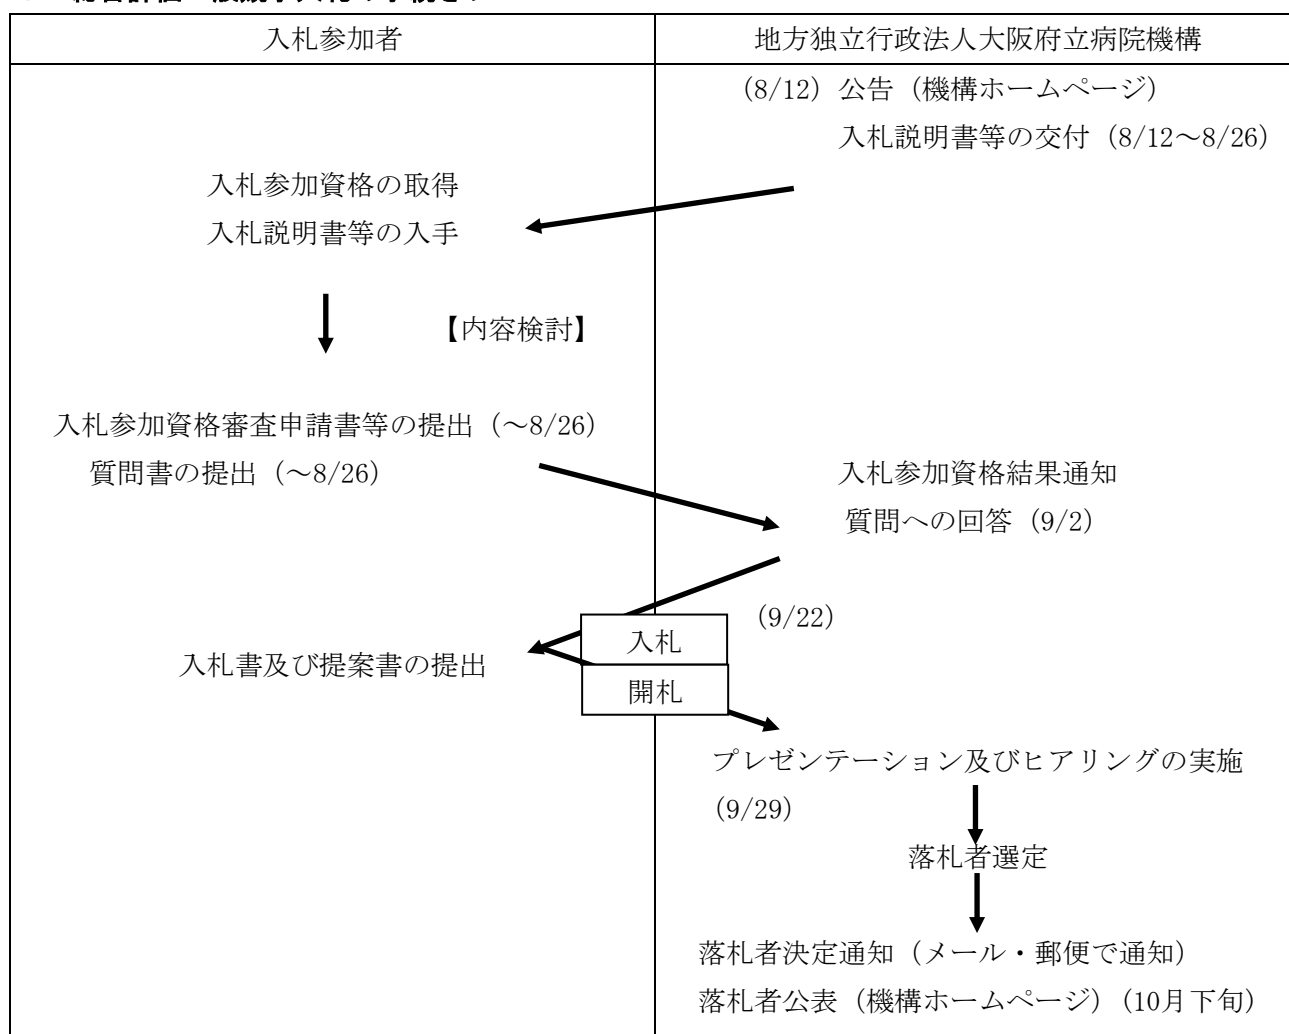 入札参加者
地方独立行政法人大阪府立病院機構
(8/12) 公告(機構ホームページ)
入札説明書等の交付(8/12~8/26)
入札参加資格の取得
入札説明書等の入手
【内容検討】
入札参加資格審査申請書等の提出(~8/26)
質問書の提出(~8/26)
入札参加資格結果通知
質問への回答(9/2)
(9/22)
入札
入札書及び提案書の提出
開札
プレゼンテーション及びヒアリングの実施
(9/29)
落札者選定
落札者決定通知(メール・郵便で通知)
落札者公表(機構ホームページ)(10月下旬)